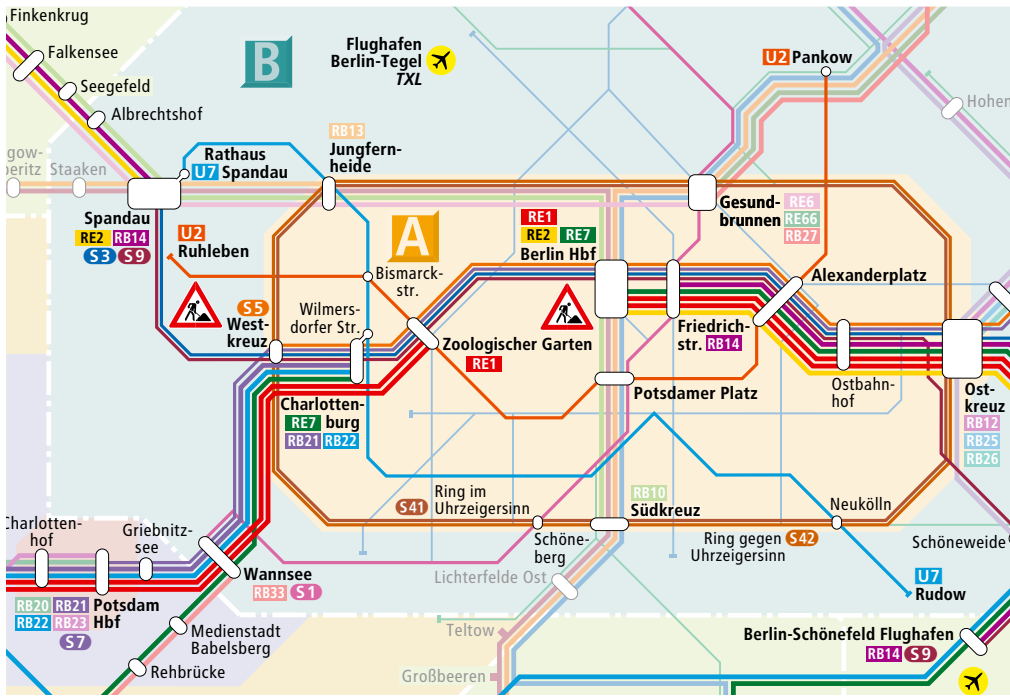 Finkenkrug
Falkensee
Seegefeld
Albrechtshof
B
Flughafen
Berlin-Tegel
TXL
U2 Pankow
Hohen
RB13
Jungfern-
heide
Rathaus
U7 Spandau
Staaken
Spandau
RE2 RB14
S3 S9
U2
Ruhleben
A
RE1
RE2 RE7
Berlin Hbf
Gesund-
brunnen
RE6
RE66
RB27
Bismarck-
str.
Alexanderplatz
S5
West-
kreuz
Wilmers-
dorfer Str.
Zoologischer Garten
RE1
Friedrich-
str. RB14
Potsdamer Platz
Ostbahn-
hof
Ost-
kreuz
RB12
RB25
RB26
Charlotten-
burg
RE7
RB21 RB22
S41
Ring im
Uhrzeigersinn
RB10
Südkreuz
Schöne-
berg
Ring gegen
Uhrzeigersinn
S42
Neukölln
Schöneweide
Charlotten-
hof
Griebnitz-
see
Wannsee
RB33 S1
Lichterfelde Ost
U7
Rudow
RB20 RB21 Potsdam
RB22 RB23 Hbf
S7
Medienstadt
Babelsberg
Rehbrücke
Teltow
Großbeeren
Berlin-Schönefeld Flughafen
RB14 S9